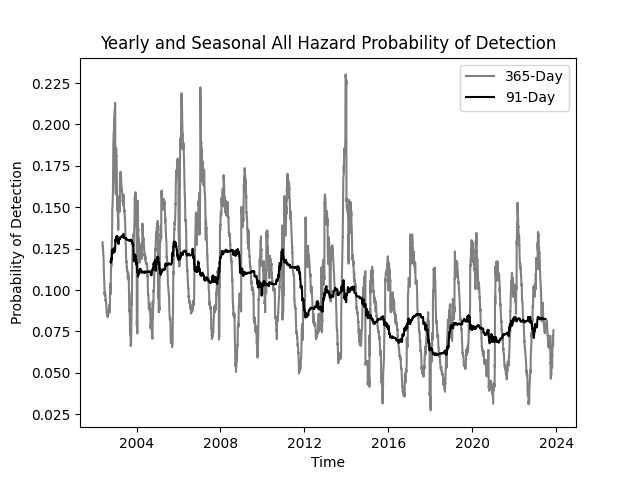 Yearly and Seasonal All Hazard Probability of Detection
365-Day
91-Day
0.225
0.200
0.175
0.150
0.125
0.100
0.075
0.050
0.025
Probability of Detection
2004 2008 2012 2016 2020 2024
Time